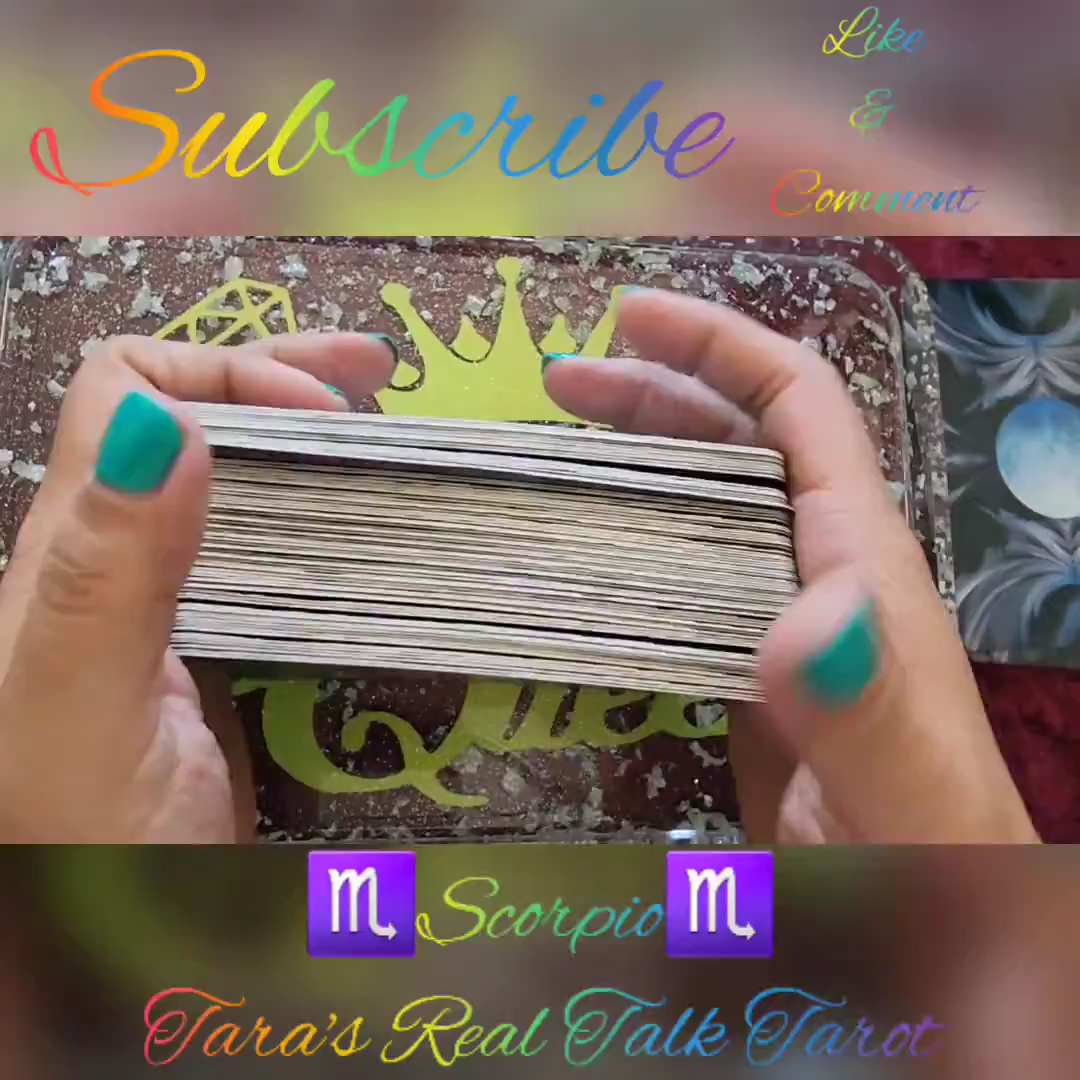 Subscribe
Like
&
Comment
♏Scorpio♏
Tara's Real Talk Tarot